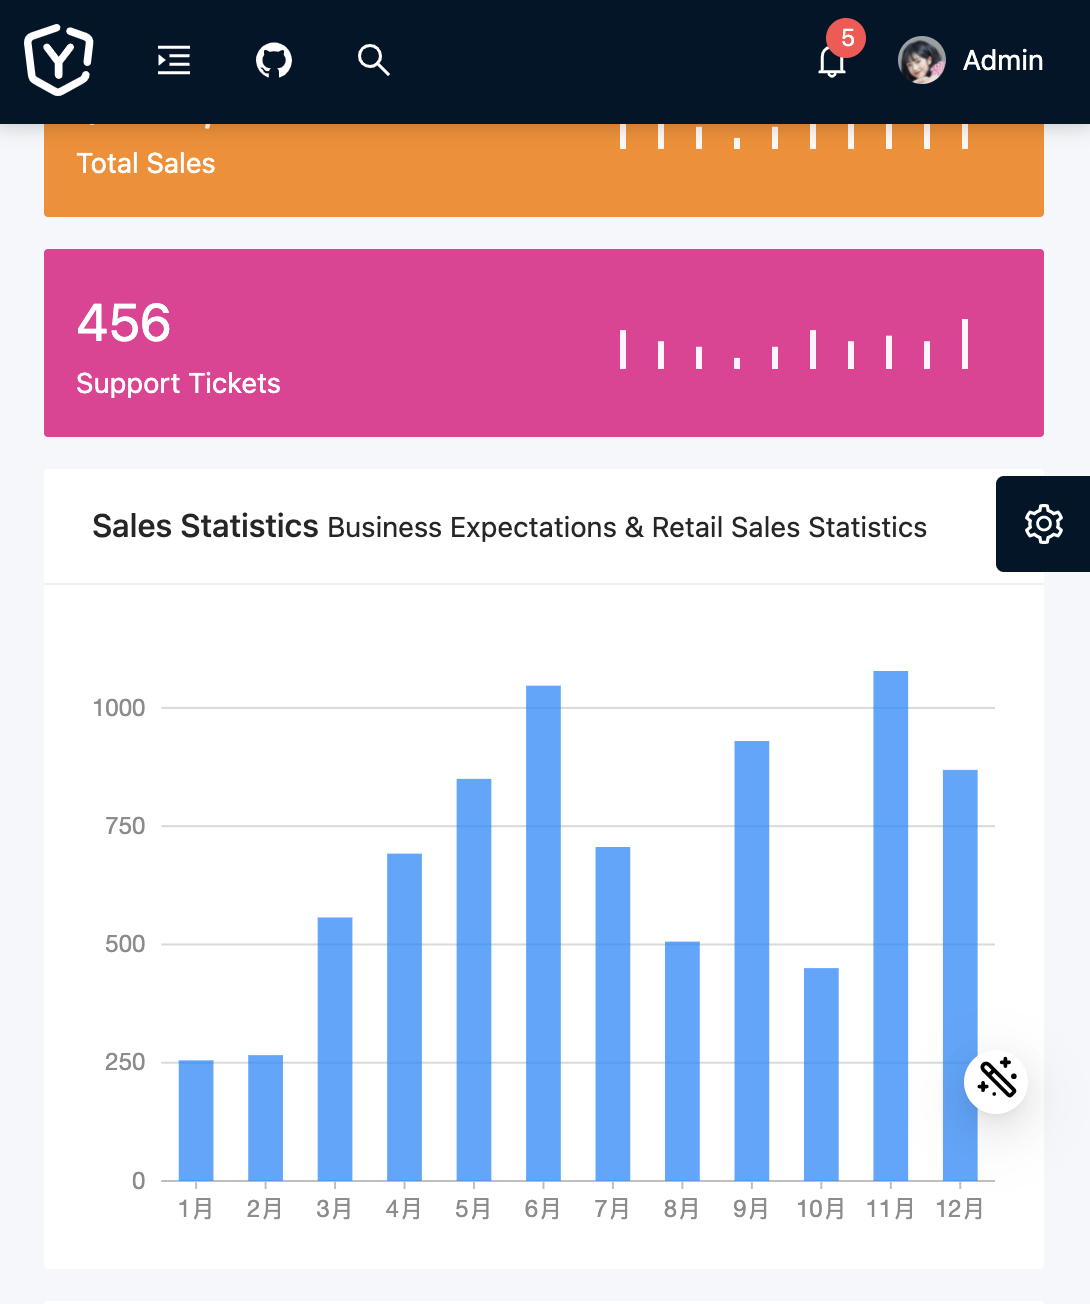 5
Admin
Total Sales
456
Support Tickets
Sales Statistics Business Expectations & Retail Sales Statistics
1000
750
500
250
0
1月 2月 3月 4月 5月 6月 7月 8月 9月 10月 11月 12月